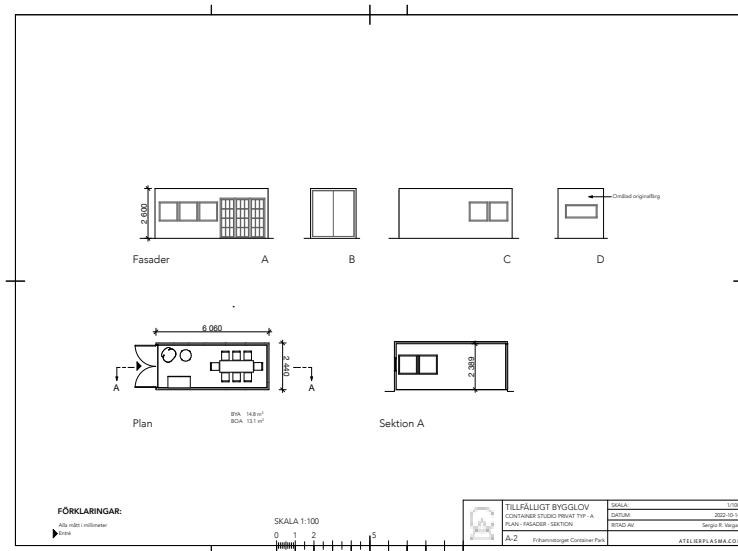 2 600
Omålad originalfärg
Fasader A B C D
6 060
2 440
A A
2 389
Plan
BYA 14.8 m²
BOA 13.1 m²
Sektion A
FÖRKLARINGAR:
Alla mått i millimeter
Entré
SKALA 1:100
0 1 2 5
TILLFÄLLIGT BYGGLOV
CONTAINER STUDIO PRIVAT TYP - A
PLAN - FASADER - SEKTION
A-2 Frihamnstorget Container Park
SKALA:
DATUM:
RITAD AV: Sergio R.